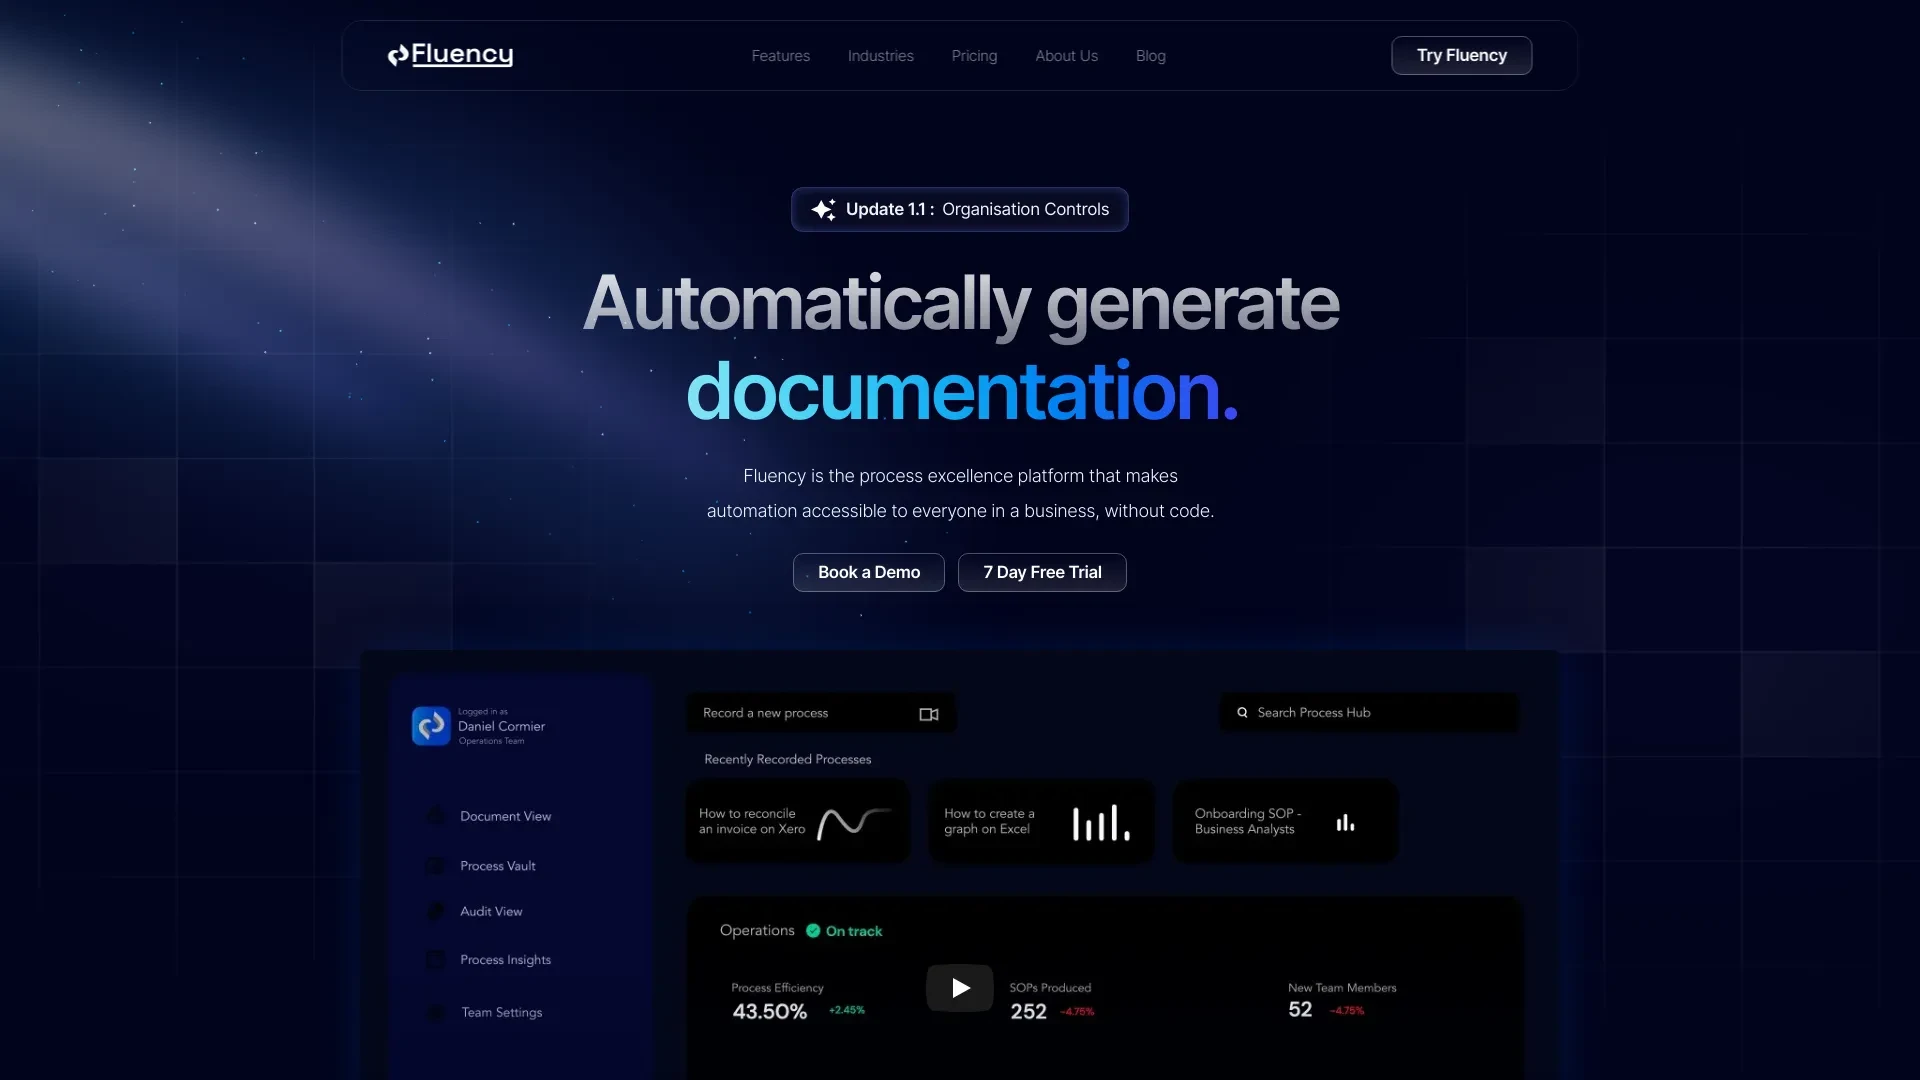 Fluency
Features
Industries
Pricing
About Us
Blog
Try Fluency
Update 1.1 : Organisation Controls
Automatically generate
documentation.
Fluency is the process excellence platform that makes
automation accessible to everyone in a business, without code.
Book a Demo
7 Day Free Trial
Logged in as
Daniel Cormier
Operations Team
Document View
Process Vault
Audit View
Process Insights
Team Settings
Record a new process
Search Process Hub
Recently Recorded Processes
How to reconcile
an invoice on Xero
How to create a
graph on Excel
Onboarding SOP -
Business Analysts
Operations
On track
Process Efficiency
43.50% +2.45%
SOPs Produced
252 -4.75%
New Team Members
52 -4.75%